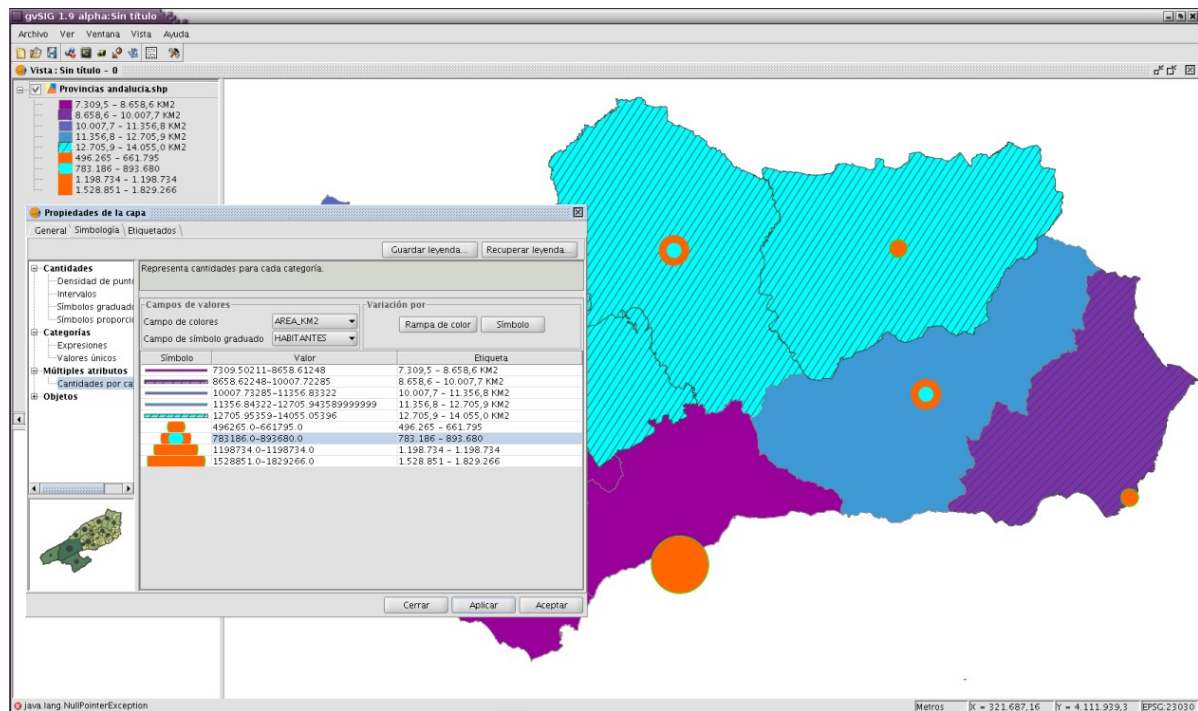 gvSIG 1.9 alpha:Sin título
Archivo Ver Ventana Vista Ayuda
Vista: Sin título - 0
Provincias andalucia.shp
7.309,5 - 8.658,6 KM2
8.658,6 - 10.007,7 KM2
10.007,7 - 11.356,8 KM2
11.356,8 - 12.705,9 KM2
12.705,9 - 14.055,0 KM2
496.265 - 661.795
783.186 - 893.680
1.198.734 - 1.198.734
1.528.851 - 1.829.266
Propiedades de la capa
General Simbología Etiquetados
Guardar leyenda... Recuperar leyenda...
Cantidades
Densidad de punt
Intervalos
Símbolos graduad
Símbolos proporci
Categorías
Expresiones
Valores únicos
Múltiples atributos
Cantidades por ca
Objetos
Representa cantidades para cada categoría.
Campos de valores
Campo de colores AREA_KM2
Campo de símbolo graduado HABITANTES
Variación por
Rampa de color Símbolo
Símbolo Valor Etiqueta
7309.50211-8658.61248 7.309,5 - 8.658,6 KM2
8658.62248-10007.72285 8.658,6 - 10.007,7 KM2
10007.73285-11356.83322 10.007,7 - 11.356,8 KM2
11356.84322-12705.943589999999 11.356,8 - 12.705,9 KM2
12705.95359-14055.05396 12.705,9 - 14.055,0 KM2
496265.0-661795.0 496.265 - 661.795
783186.0-893680.0 783.186 - 893.680
1198734.0-1198734.0 1.198.734 - 1.198.734
1528851.0-1829266.0 1.528.851 - 1.829.266
Cerrar Aplicar Aceptar
java.lang.NullPointerException
Metros X = 321.687,16 Y = 4.111.939,3 EPSG:23030